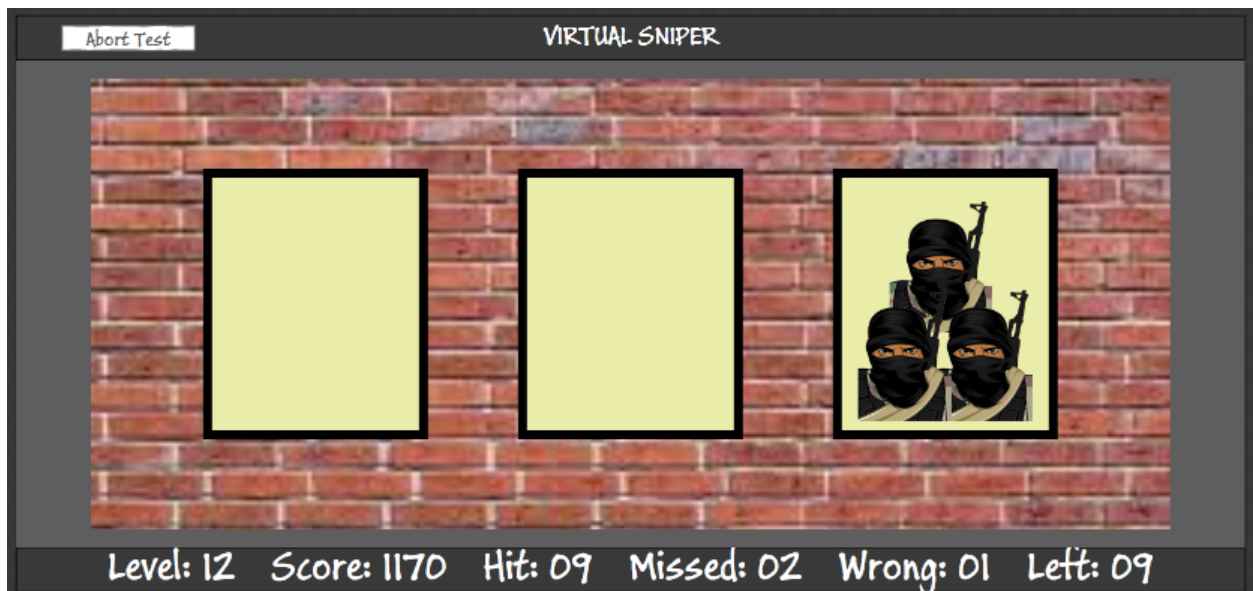 Abort Test
VIRTUAL SNIPER
Level: 12 Score: 1170 Hit: 09 Missed: 02 Wrong: 01 Left: 09